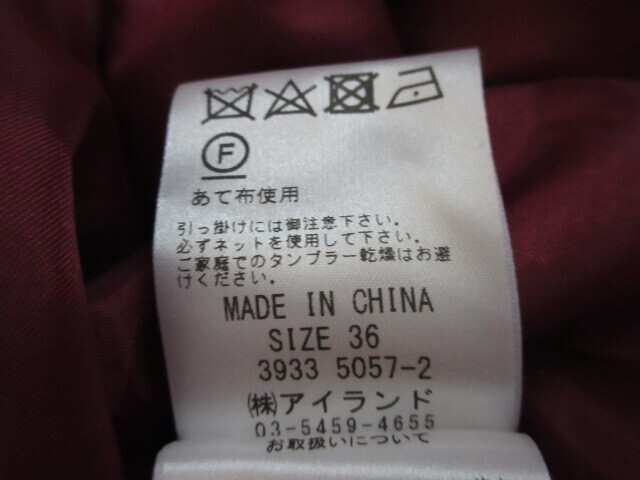 F
あて布使用
引っ掛けには御注意下さい。
必ずネットを使用して下さい。
ご家庭でのタンブラー乾燥はお避
けください。
MADE IN CHINA
SIZE 36
3933 5057-2
㈱アイランド
03-5459-4655
お取扱いについて